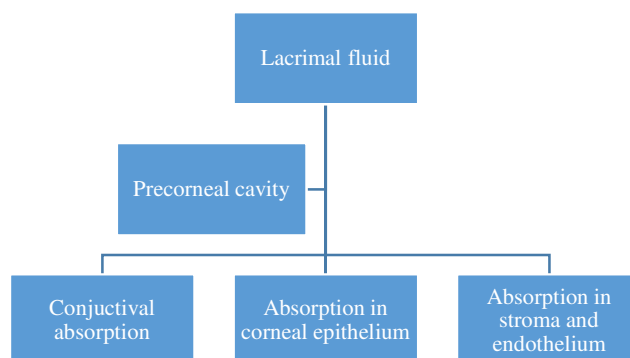 Lacrimal fluid
Precorneal cavity
Conjuctival
absorption
Absorption in
corneal epithelium
Absorption in
stroma and
endothelium